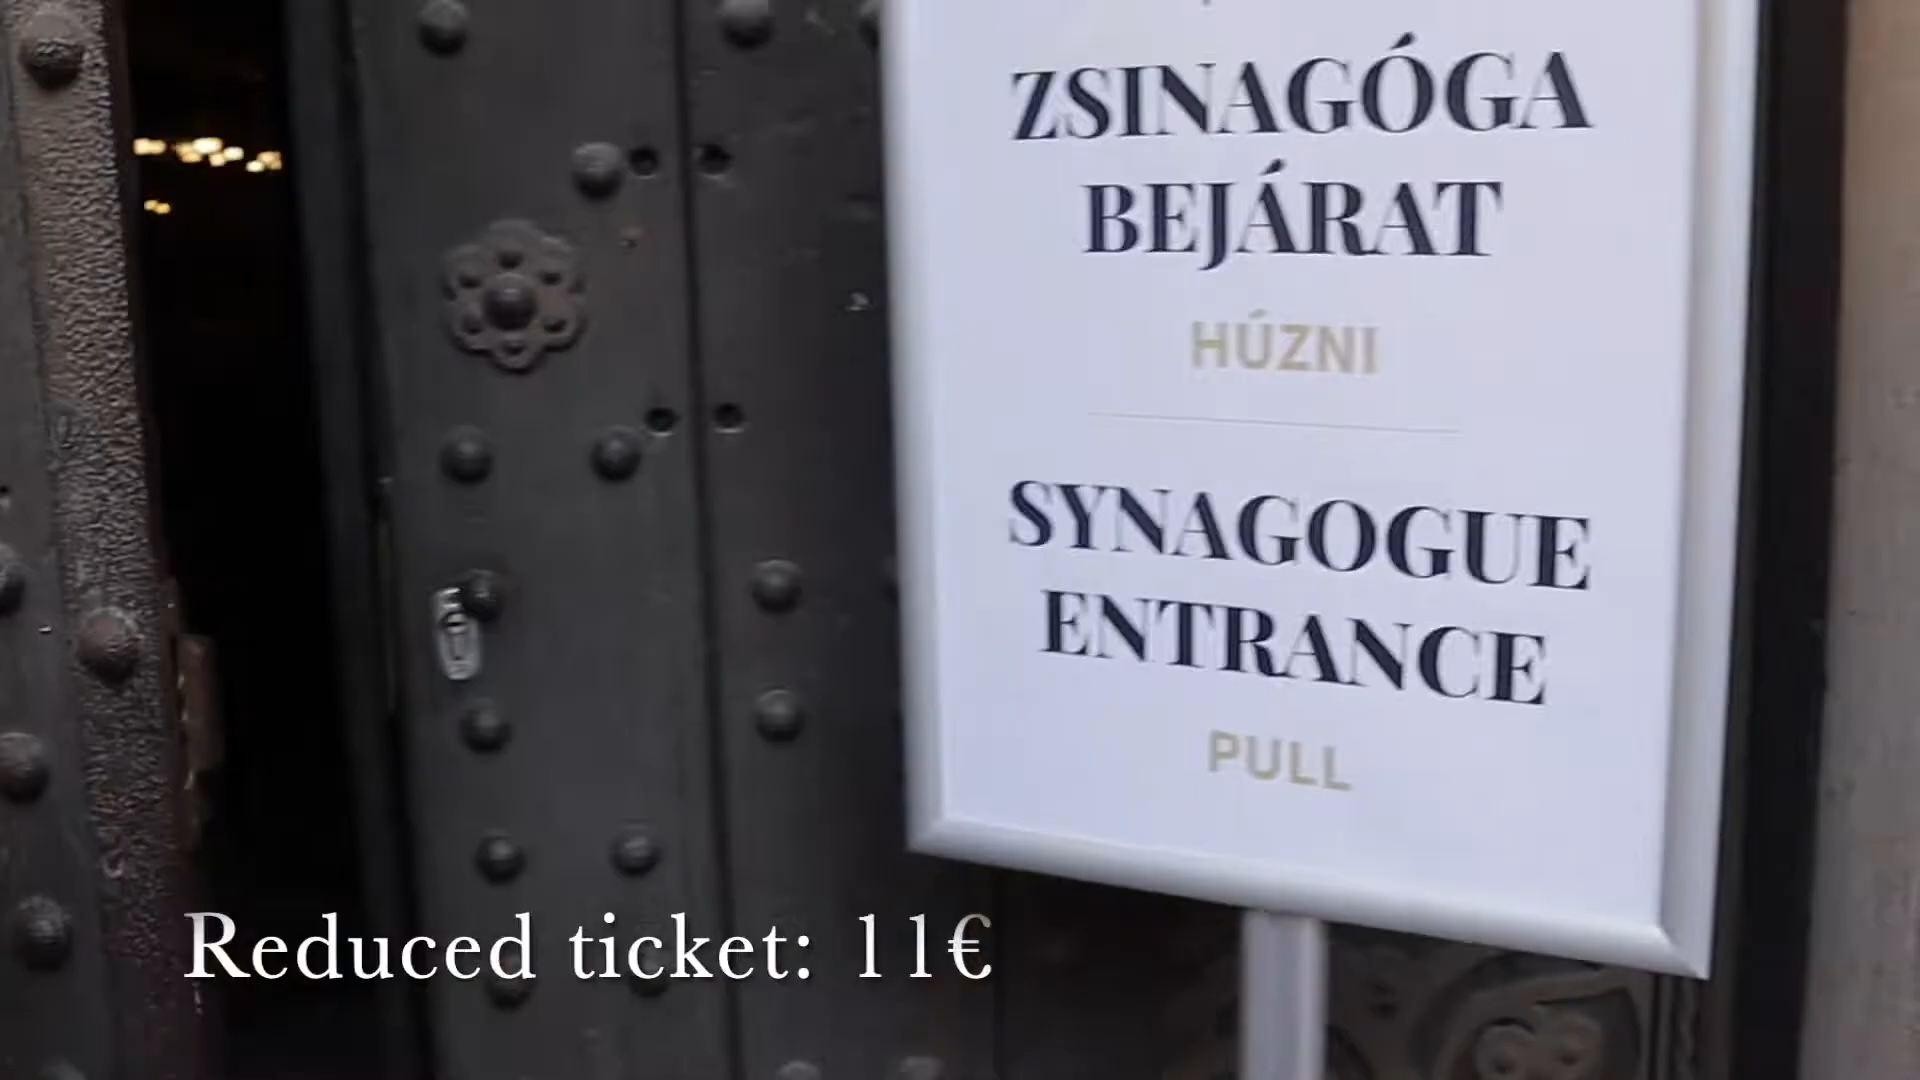 ZSINAGÓGA
BEJÁRAT
HÚZNI
SYNAGOGUE
ENTRANCE
PULL
Reduced ticket: 11€